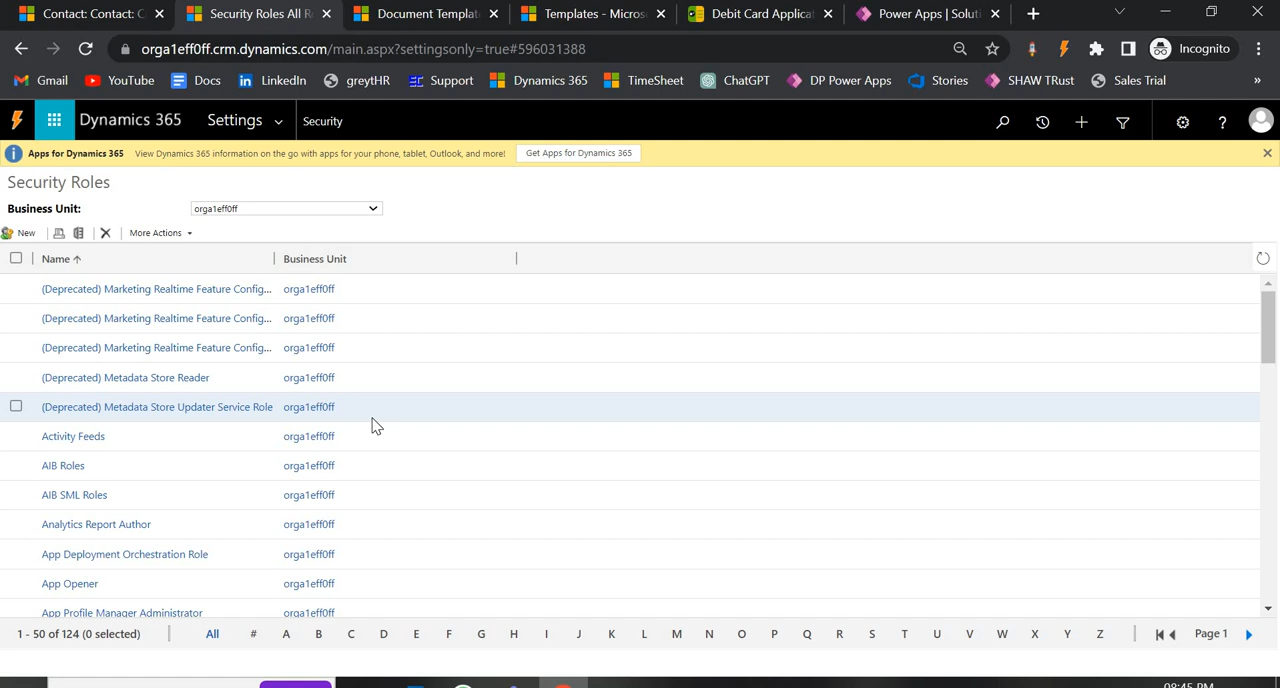 Contact: Contact: C
Security Roles All R
Document Templat
Templates - Micros
Debit Card Applicat
Power Apps | Soluti
orga1eff0ff.crm.dynamics.com/main.aspx?settingsonly=true#596031388
Incognito
Gmail
YouTube
Docs
LinkedIn
greytHR
Support
Dynamics 365
TimeSheet
ChatGPT
DP Power Apps
Stories
SHAW TRust
Sales Trial
»
Dynamics 365
Settings
Security
Apps for Dynamics 365
View Dynamics 365 information on the go with apps for your phone, tablet, Outlook, and more!
Get Apps for Dynamics 365
Security Roles
Business Unit:
orga1eff0ff
New
More Actions
Name
Business Unit
(Deprecated) Marketing Realtime Feature Config... orga1eff0ff
(Deprecated) Marketing Realtime Feature Config... orga1eff0ff
(Deprecated) Marketing Realtime Feature Config... orga1eff0ff
(Deprecated) Metadata Store Reader orga1eff0ff
(Deprecated) Metadata Store Updater Service Role orga1eff0ff
Activity Feeds orga1eff0ff
AIB Roles orga1eff0ff
AIB SML Roles orga1eff0ff
Analytics Report Author orga1eff0ff
App Deployment Orchestration Role orga1eff0ff
App Opener orga1eff0ff
App Profile Manager Administrator orga1eff0ff
1 - 50 of 124 (0 selected)
All # A B C D E F G H I J K L M N O P Q R S T U V W X Y Z
Page 1
08:45 PM